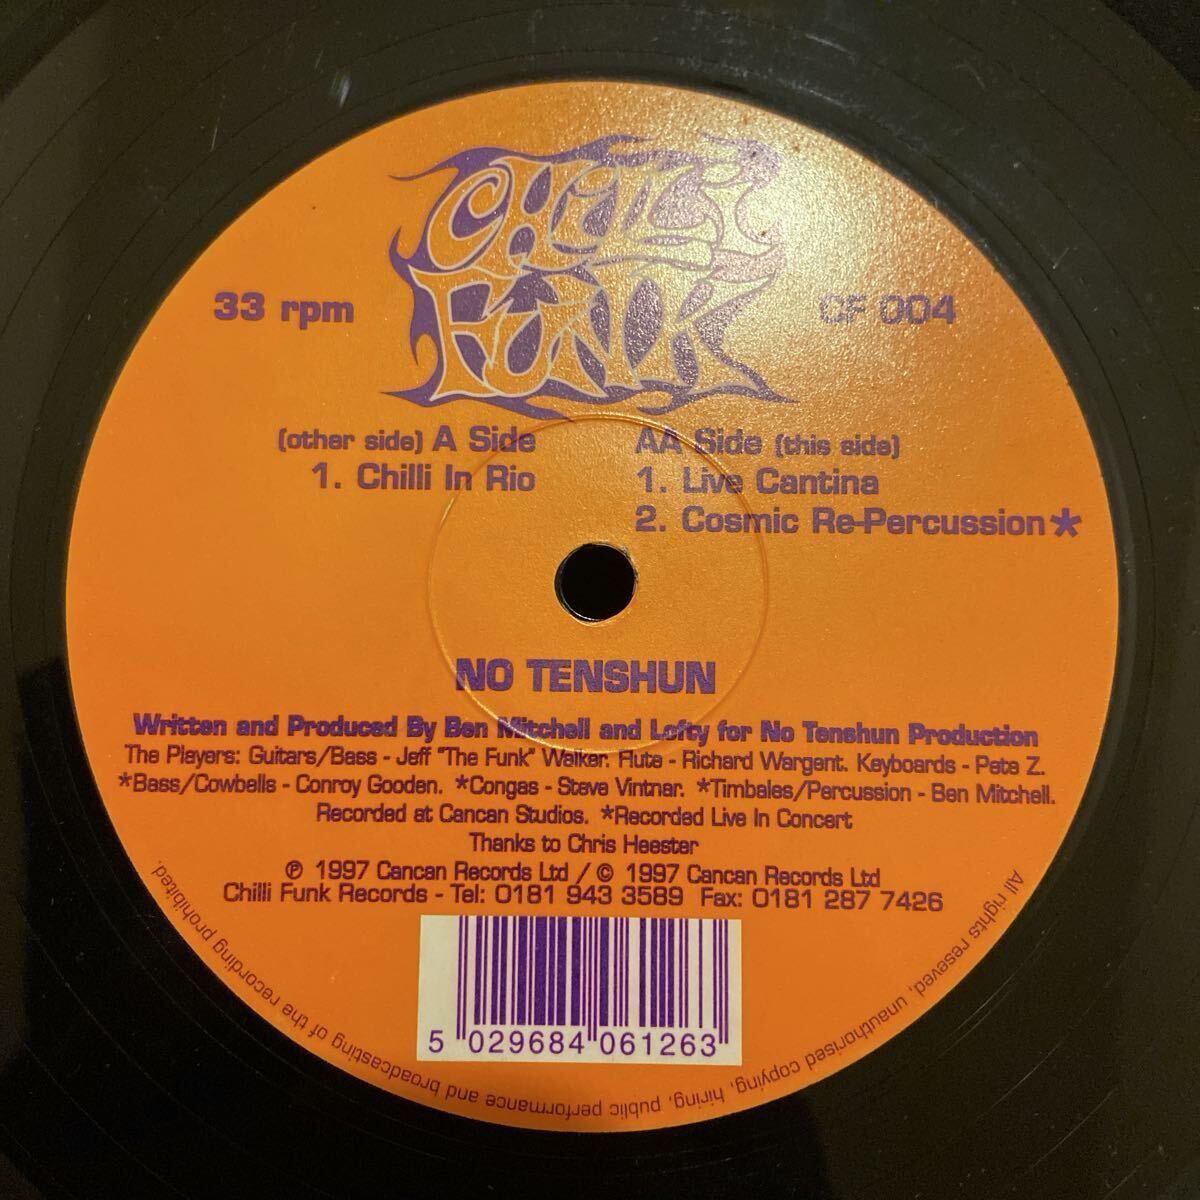 CHILLI
FUNK
33 rpm
CF 004
(other side) A Side
1. Chilli In Rio
AA Side (this side)
1. Live Cantina
2. Cosmic Re-Percussion*
NO TENSHUN
Written and Produced By Ben Mitchell and Lofty for No Tenshun Production
The Players: Guitars/Bass - Jeff "The Funk" Walker. Flute - Richard Wargent. Keyboards - Pete Z.
*Bass/Cowbells - Conroy Gooden. *Congas - Steve Vintnar. *Timbales/Percussion - Ben Mitchell.
Recorded at Cancan Studios. *Recorded Live In Concert
Thanks to Chris Heester
℗ 1997 Cancan Records Ltd / © 1997 Cancan Records Ltd
Chilli Funk Records - Tel: 0181 943 3589 Fax: 0181 287 7426
5 029684 061263
All rights reseved, unauthorised copying, hiring, public performance and broadcasting of the recording prohibited.